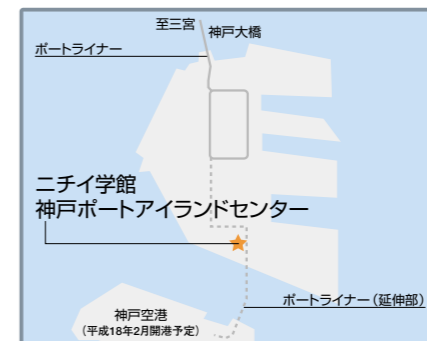 至三宮
神戸大橋
ポートライナー
ニチイ学館
神戸ポートアイランドセンター
ポートライナー（延伸部）
神戸空港
（平成18年2月開港予定）